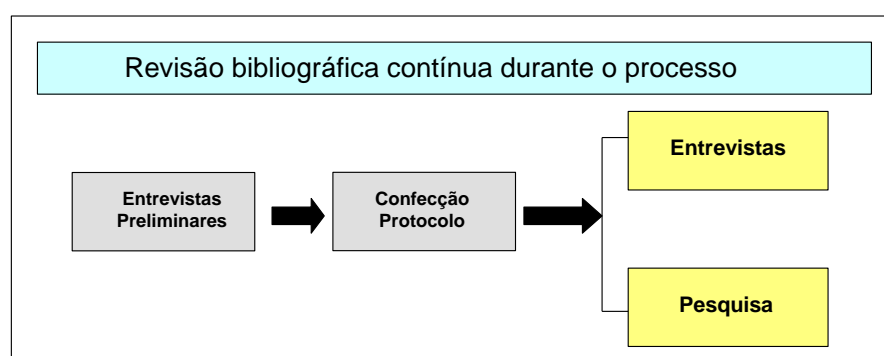 Revisão bibliográfica contínua durante o processo
Entrevistas
Entrevistas
Preliminares
Confecção
Protocolo
Pesquisa